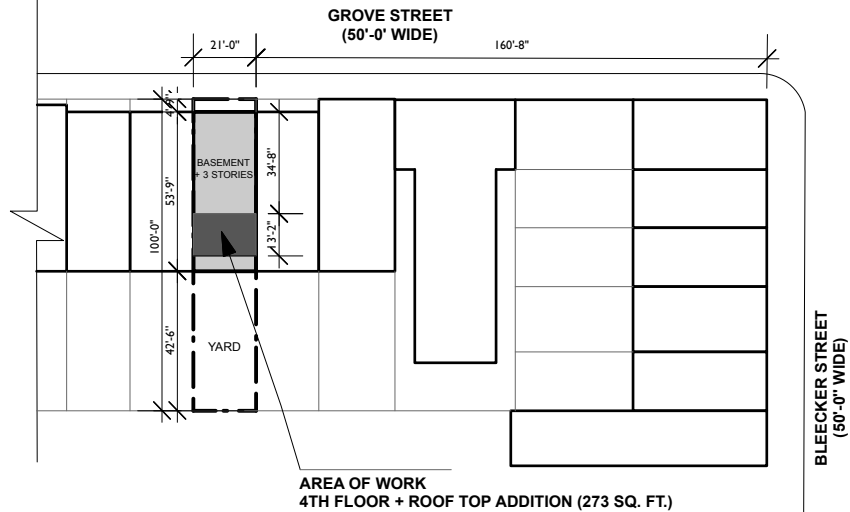 GROVE STREET
(50'-0' WIDE)
21'-0"
160'-8"
BASEMENT
+ 3 STORIES
34'-8"
53'-9"
100'-0"
13'-2"
42'-6"
YARD
BLEECKER STREET
(50'-0" WIDE)
AREA OF WORK
4TH FLOOR + ROOF TOP ADDITION (273 SQ. FT.)